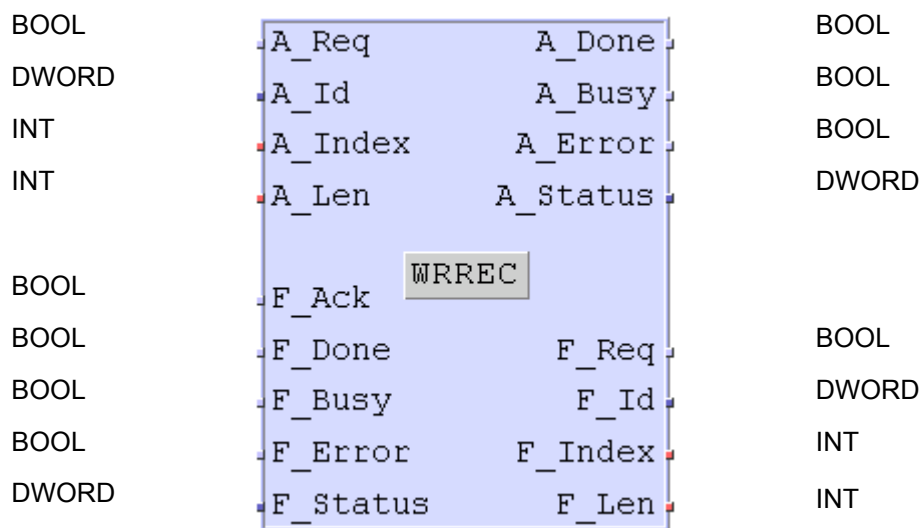 BOOL A_Req A_Done BOOL
DWORD A_Id A_Busy BOOL
INT A_Index A_Error BOOL
INT A_Len A_Status DWORD
WRREC
BOOL F_Ack
BOOL F_Done F_Req BOOL
BOOL F_Busy F_Id DWORD
BOOL F_Error F_Index INT
DWORD F_Status F_Len INT